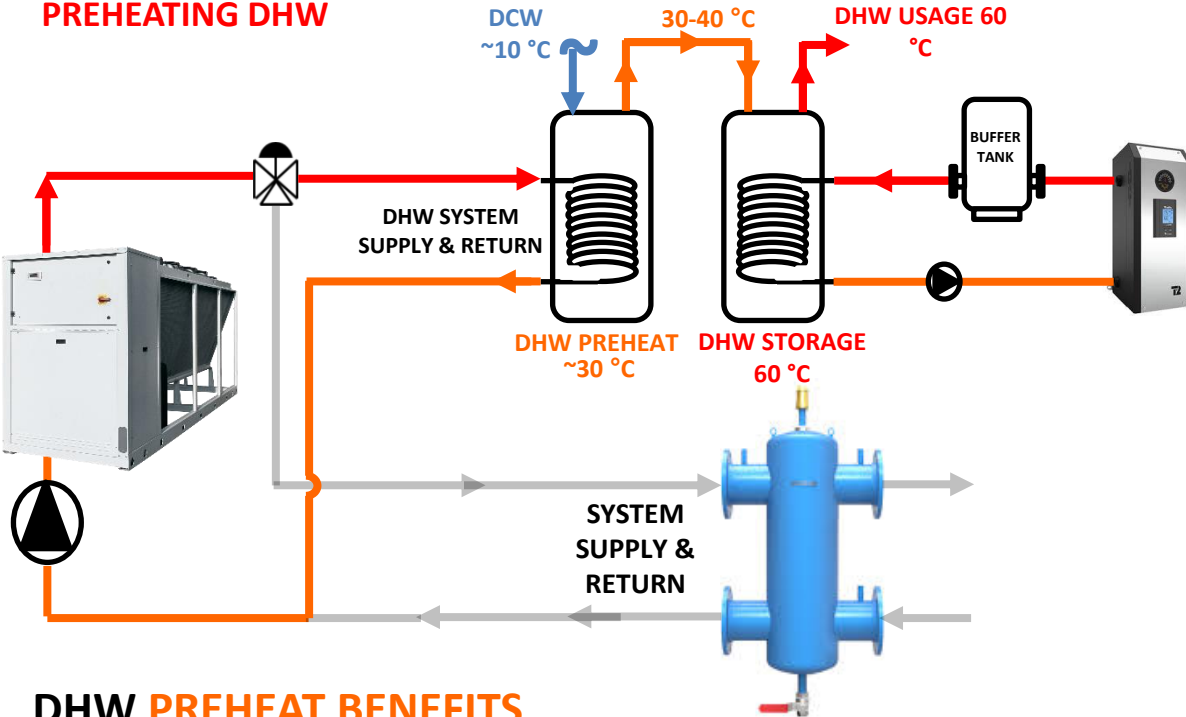 PREHEATING DHW
DCW
~10 °C
30-40 °C
DHW USAGE 60
°C
BUFFER
TANK
DHW SYSTEM
SUPPLY & RETURN
DHW PREHEAT
~30 °C
DHW STORAGE
60 °C
SYSTEM
SUPPLY &
RETURN
DHW PREHEAT BENEFITS